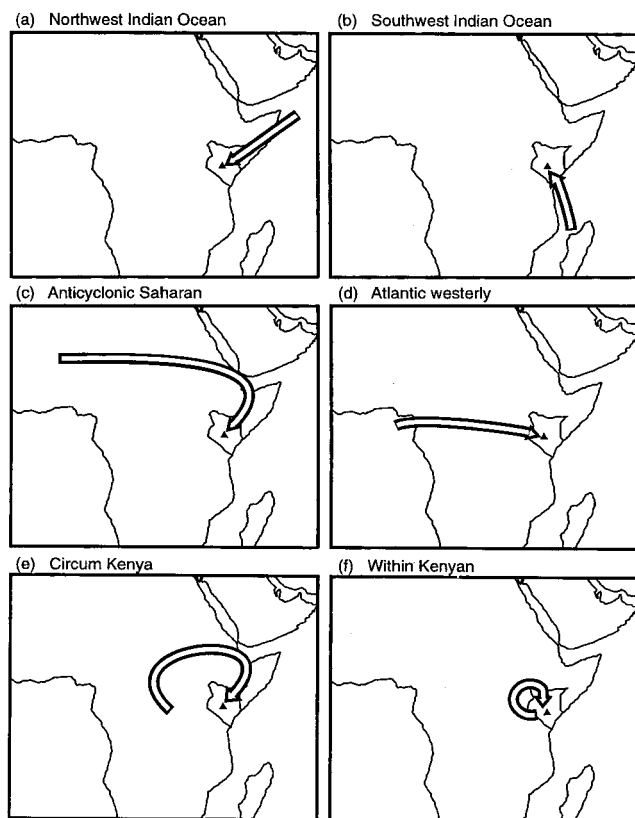 (a) Northwest Indian Ocean
(b) Southwest Indian Ocean
(c) Anticyclonic Saharan
(d) Atlantic westerly
(e) Circum Kenya
(f) Within Kenyan